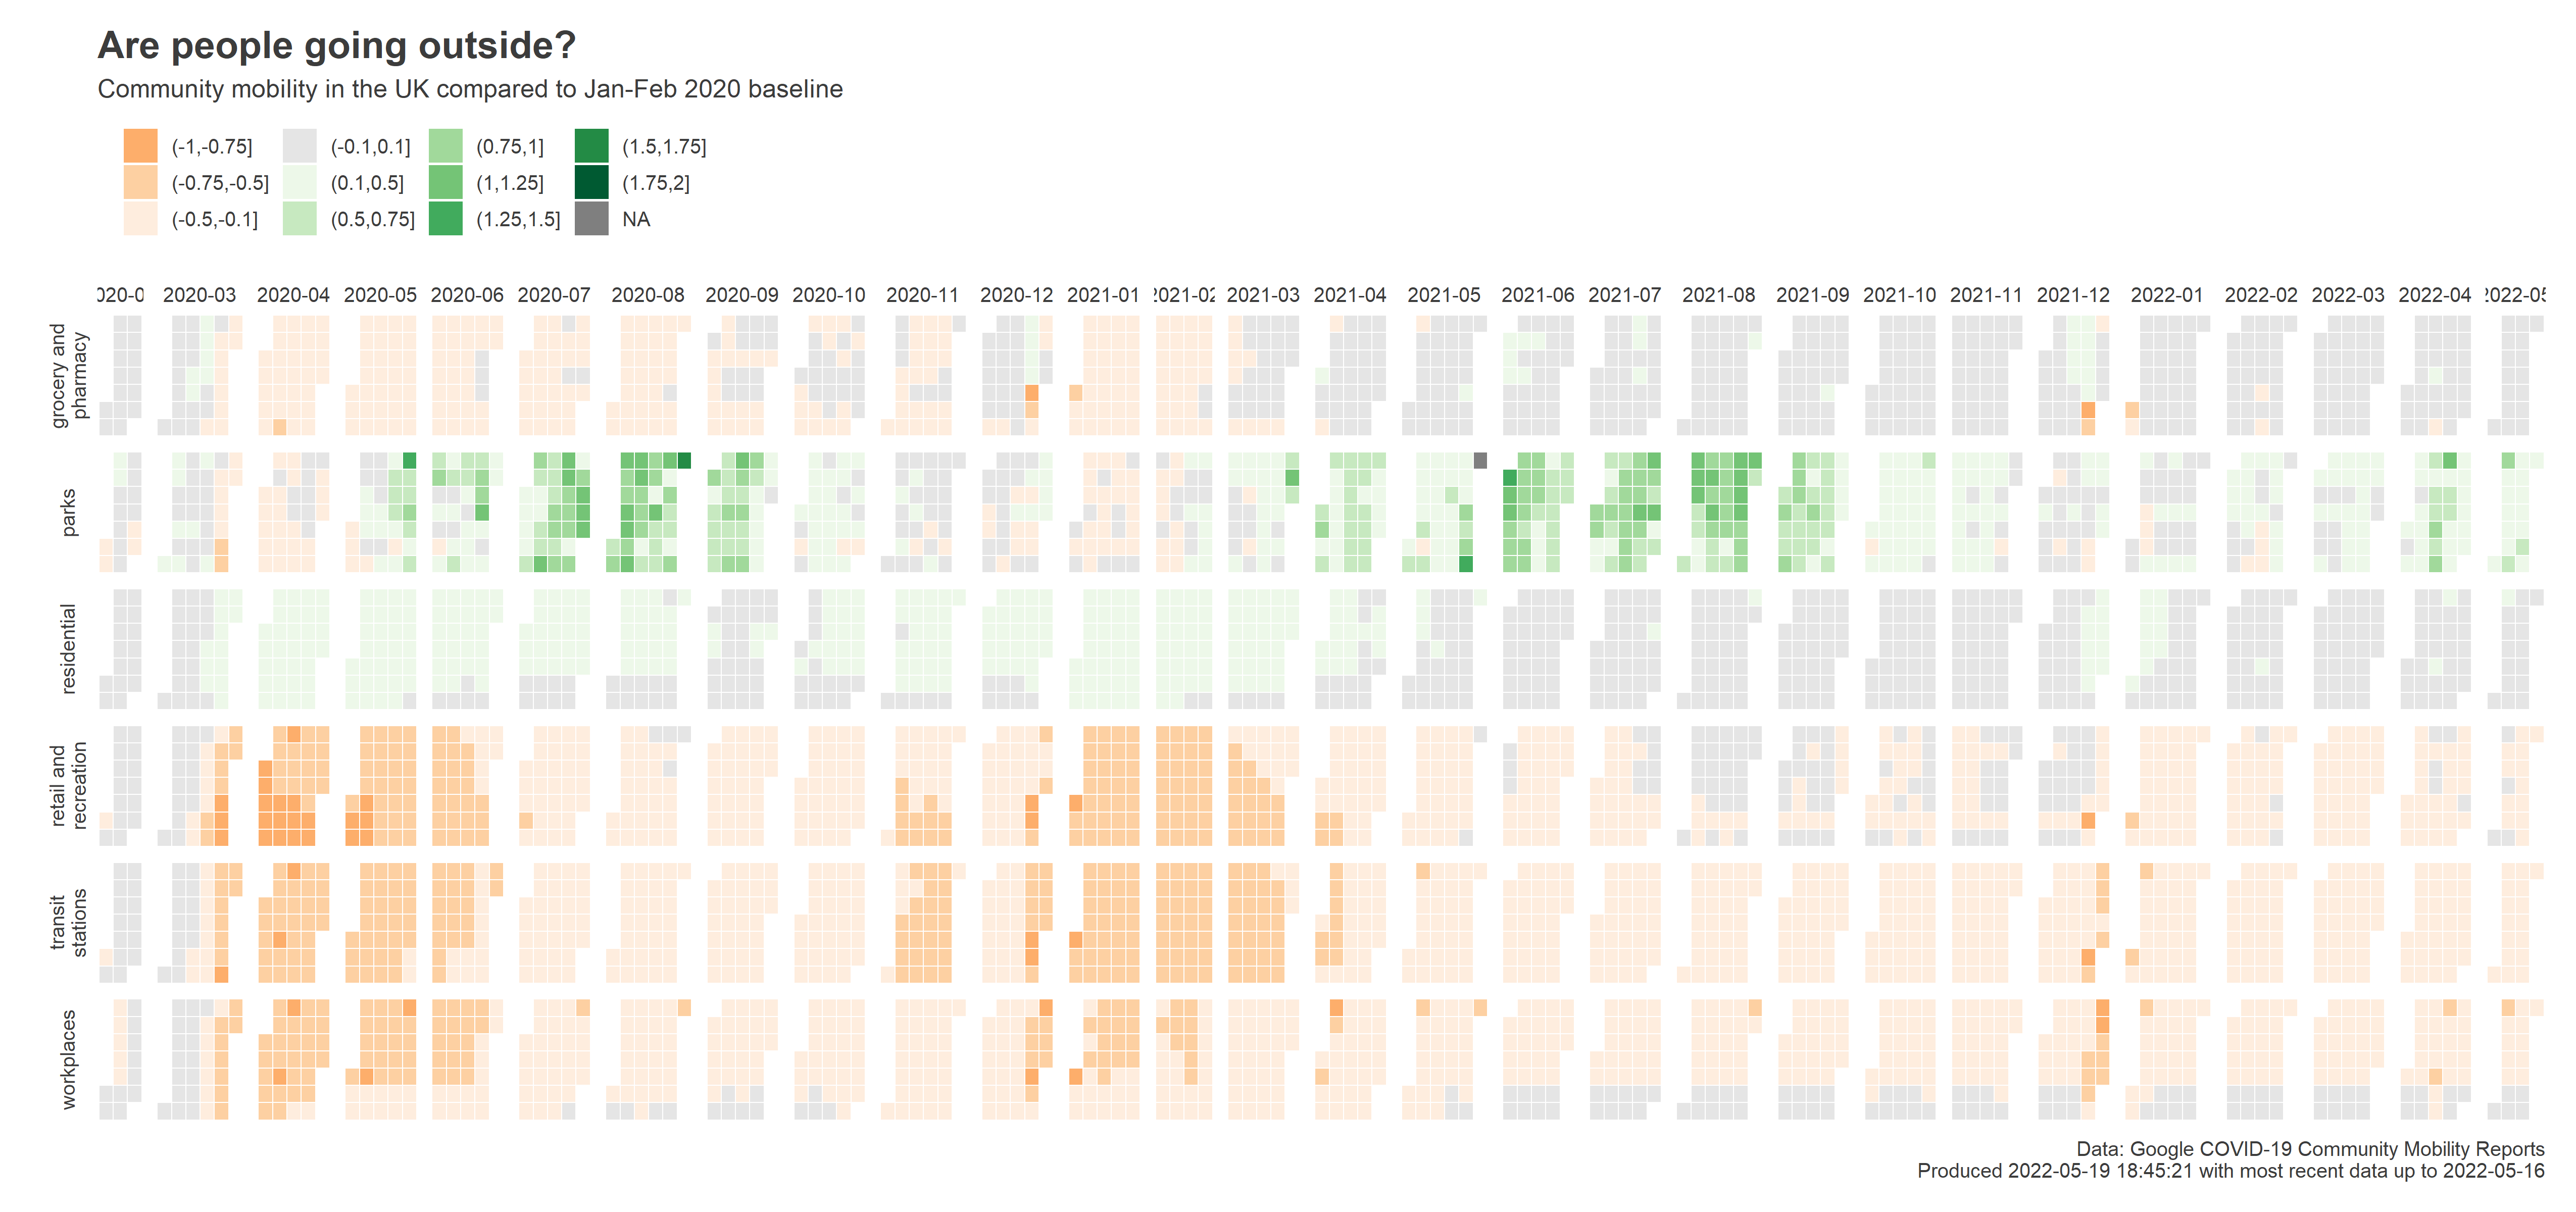 Are people going outside?
Community mobility in the UK compared to Jan-Feb 2020 baseline
(-1,-0.75] (-0.1,0.1] (0.75,1] (1.5,1.75]
(-0.75,-0.5] (0.1,0.5] (1,1.25] (1.75,2]
(-0.5,-0.1] (0.5,0.75] (1.25,1.5] NA
020-0 2020-03 2020-04 2020-05 2020-06 2020-07 2020-08 2020-09 2020-10 2020-11 2020-12 2021-01 2021-02 2021-03 2021-04 2021-05 2021-06 2021-07 2021-08 2021-09 2021-10 2021-11 2021-12 2022-01 2022-02 2022-03 2022-04 2022-05
grocery and
pharmacy
parks
residential
retail and
recreation
transit
stations
workplaces
Data: Google COVID-19 Community Mobility Reports
Produced 2022-05-19 18:45:21 with most recent data up to 2022-05-16